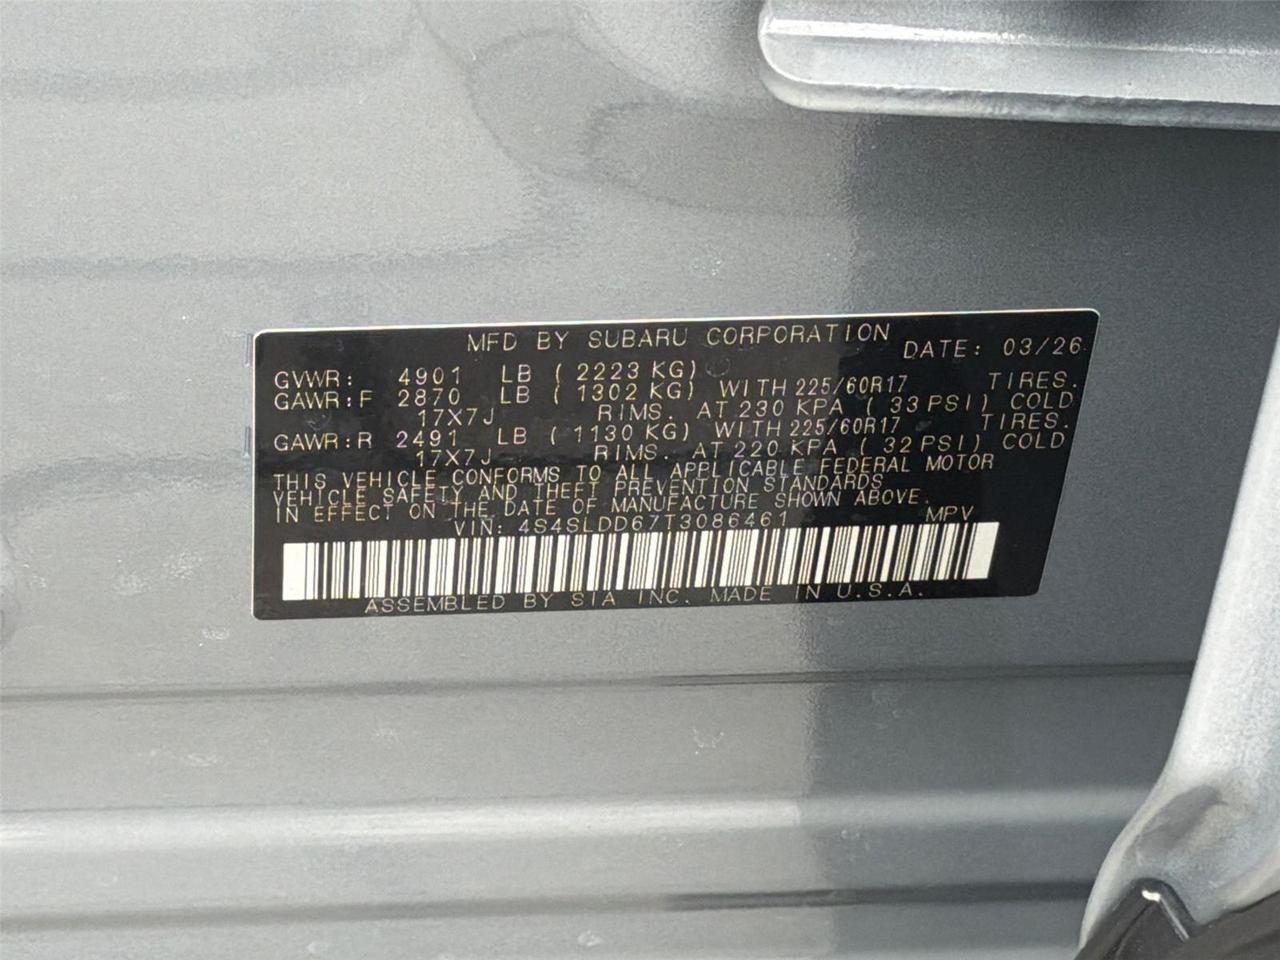 MFD BY SUBARU CORPORATION
DATE: 03/26
GVWR: 4901 LB (2223 KG)
GAWR:F 2870 LB (1302 KG) WITH 225/60R17 TIRES.
17X7J RIMS. AT 230 KPA (33PSI) COLD
GAWR:R 2491 LB (1130 KG) WITH 225/60R17 TIRES.
17X7J RIMS. AT 220 KPA (32 PSI) COLD
THIS VEHICLE CONFORMS TO ALL APPLICABLE FEDERAL MOTOR
VEHICLE SAFETY AND THEFT PREVENTION STANDARDS
IN EFFECT ON THE DATE OF MANUFACTURE SHOWN ABOVE.
VIN: 4S4SLDD67T3086461 MPV
ASSEMBLED BY SIA INC. MADE IN U.S.A.